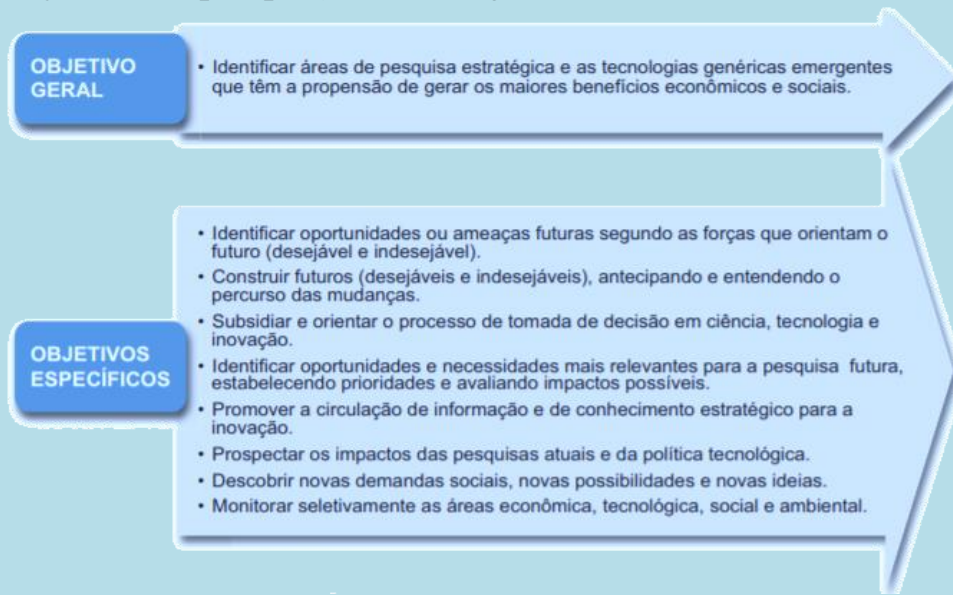 OBJETIVO
GERAL
• Identificar áreas de pesquisa estratégica e as tecnologias genéricas emergentes
que têm a propensão de gerar os maiores benefícios econômicos e sociais.
OBJETIVOS
ESPECÍFICOS
• Identificar oportunidades ou ameaças futuras segundo as forças que orientam o
futuro (desejável e indesejável).
• Construir futuros (desejáveis e indesejáveis), antecipando e entendendo o
percurso das mudanças.
• Subsidiar e orientar o processo de tomada de decisão em ciência, tecnologia e
inovação.
• Identificar oportunidades e necessidades mais relevantes para a pesquisa futura,
estabelecendo prioridades e avaliando impactos possíveis.
• Promover a circulação de informação e de conhecimento estratégico para a
inovação.
• Prospectar os impactos das pesquisas atuais e da política tecnológica.
• Descobrir novas demandas sociais, novas possibilidades e novas ideias.
• Monitorar seletivamente as áreas econômica, tecnológica, social e ambiental.